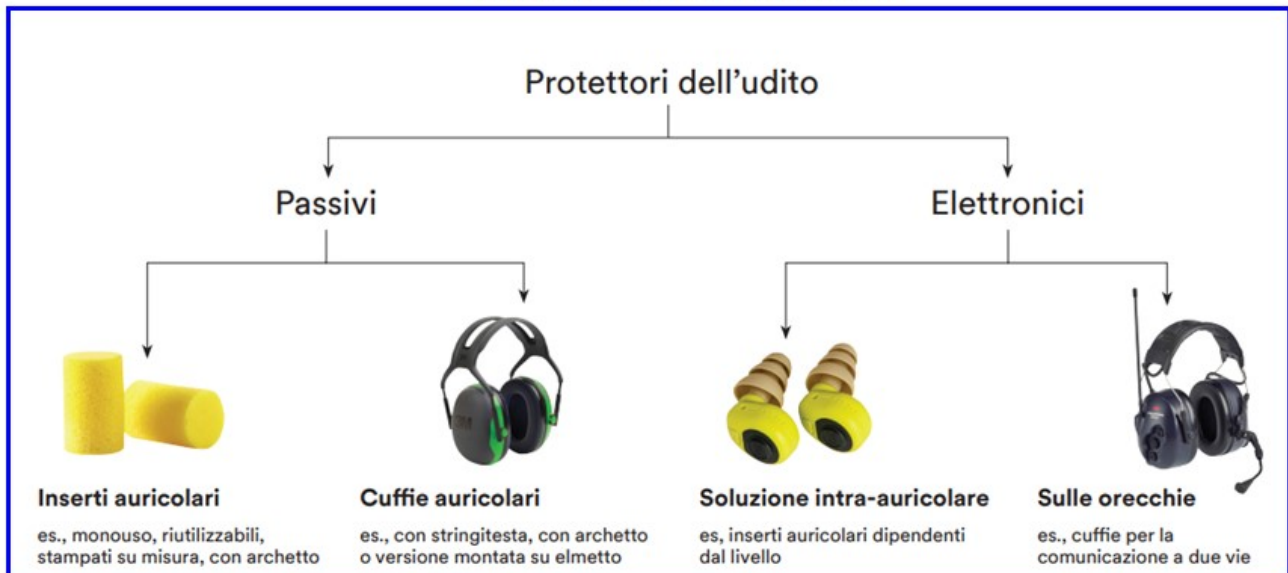 Protettori dell'udito
Passivi
Elettronici
3M
Inserti auricolari
es., monouso, riutilizzabili,
stampati su misura, con archetto
Cuffie auricolari
es., con stringitesta, con archetto
o versione montata su elmetto
Soluzione intra-auricolare
es, inserti auricolari dipendenti
dal livello
Sulle orecchie
es., cuffie per la
comunicazione a due vie